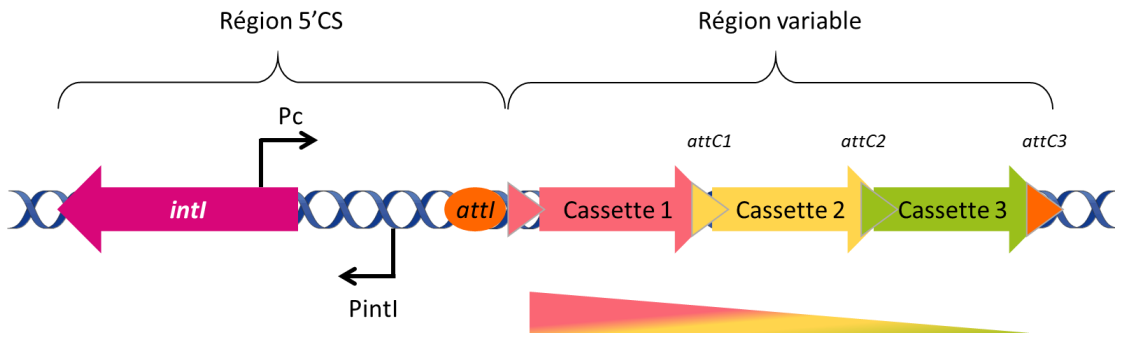 Région 5’CS
Région variable
Pc
attC1
attC2
attC3
intI
attI
Cassette 1
Cassette 2
Cassette 3
PintI